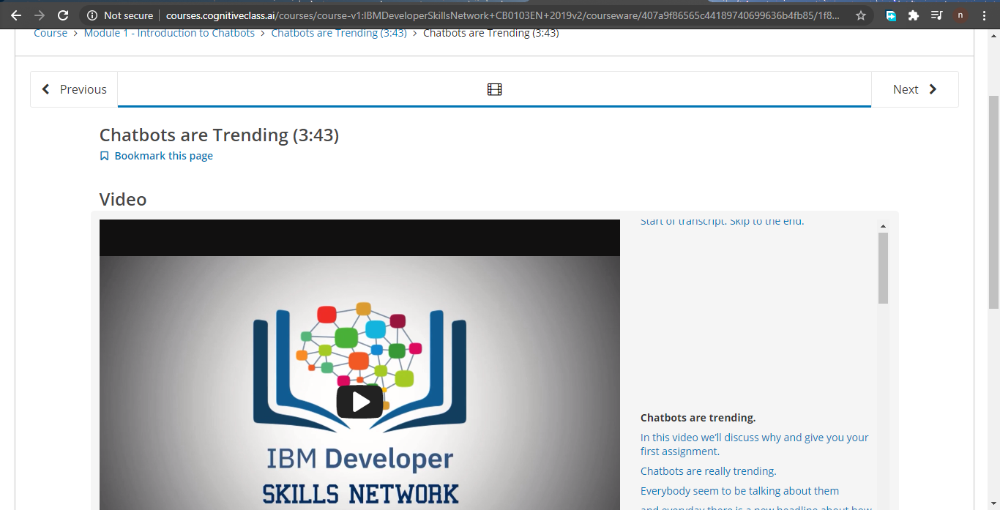 Not secure courses.cognitiveclass.ai/courses/course-v1:IBMDeveloperSkillsNetwork+CB0103EN+2019v2/courseware/407a9f86565c44189740699636b4fb85/1f8... n
Course > Module 1 - Introduction to Chatbots > Chatbots are Trending (3:43) > Chatbots are Trending (3:43)
Previous
Next
Chatbots are Trending (3:43)
Bookmark this page
Video
IBM Developer
SKILLS NETWORK
Start of transcript. Skip to the end.
Chatbots are trending.
In this video we'll discuss why and give you your
first assignment.
Chatbots are really trending.
Everybody seem to be talking about them
and everyday there is a new headline about how